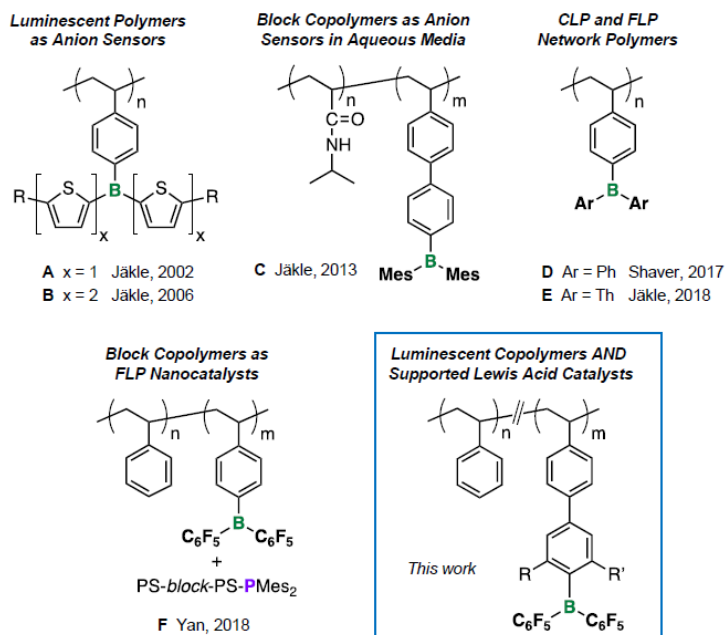 Luminescent Polymers
as Anion Sensors
Block Copolymers as Anion
Sensors in Aqueous Media
CLP and FLP
Network Polymers
n
B
R
S
x
S
x
R
A x = 1 Jäkle, 2002
B x = 2 Jäkle, 2006
n
m
C=O
NH
B
Mes
Mes
C Jäkle, 2013
n
B
Ar
Ar
D Ar = Ph Shaver, 2017
E Ar = Th Jäkle, 2018
Block Copolymers as
FLP Nanocatalysts
n
m
B
C6F5
C6F5
+
PS-block-PS-PMes2
F Yan, 2018
Luminescent Copolymers AND
Supported Lewis Acid Catalysts
n
m
This work
R
R'
B
C6F5
C6F5